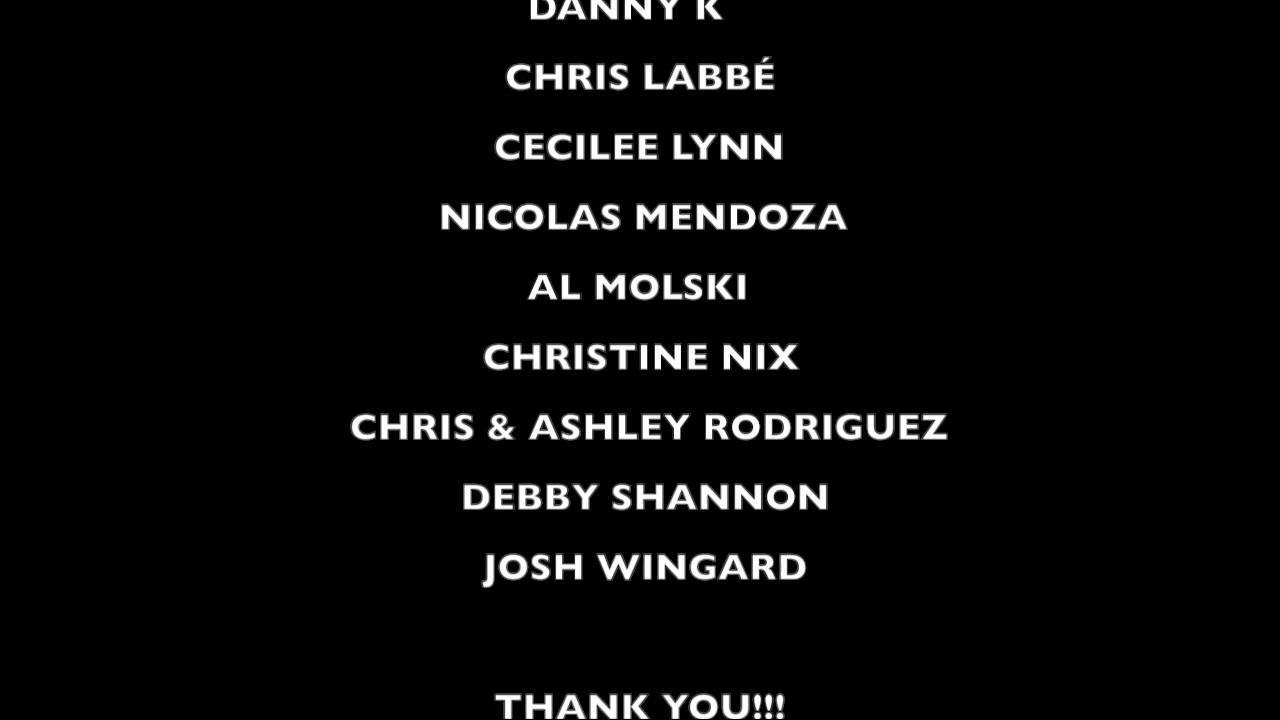 DANNY K
CHRIS LABBÉ
CECILEE LYNN
NICOLAS MENDOZA
AL MOLSKI
CHRISTINE NIX
CHRIS & ASHLEY RODRIGUEZ
DEBBY SHANNON
JOSH WINGARD
THANK YOU!!!